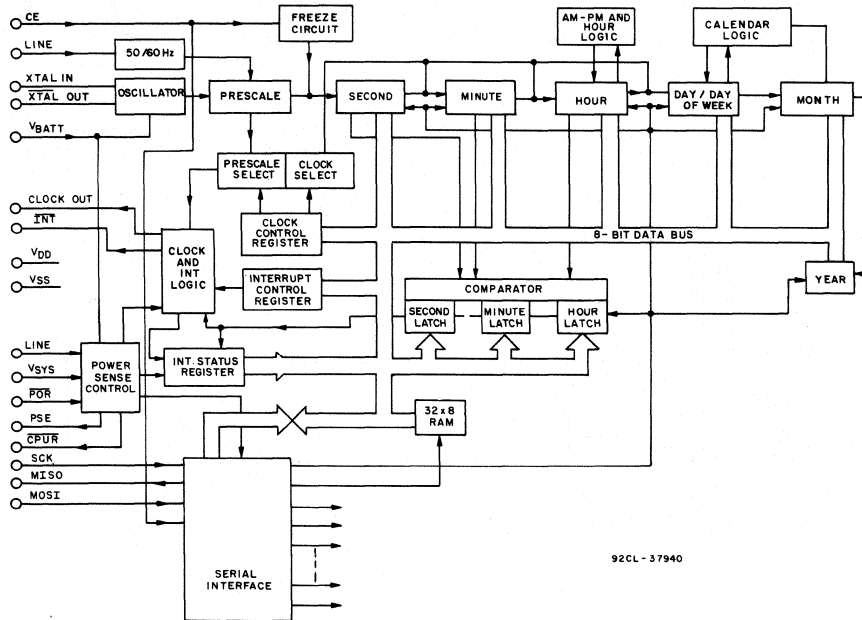 CE
FREEZE
CIRCUIT
AM-PM AND
HOUR
LOGIC
CALENDAR
LOGIC
LINE
50/60Hz
XTAL IN
XTAL OUT
OSCILLATOR
PRESCALE
SECOND
MINUTE
HOUR
DAY / DAY
OF WEEK
MONTH
VBATT
PRESCALE
SELECT
CLOCK
SELECT
CLOCK OUT
INT
CLOCK
CONTROL
REGISTER
8-BIT DATA BUS
VDD
VSS
CLOCK
AND
INT
LOGIC
INTERRUPT
CONTROL
REGISTER
COMPARATOR
YEAR
SECOND
LATCH
MINUTE
LATCH
HOUR
LATCH
LINE
VSYS
POR
PSE
CPUR
POWER
SENSE
CONTROL
INT. STATUS
REGISTER
32x8
RAM
SCK
MISO
MOSI
SERIAL
INTERFACE
92CL-37940